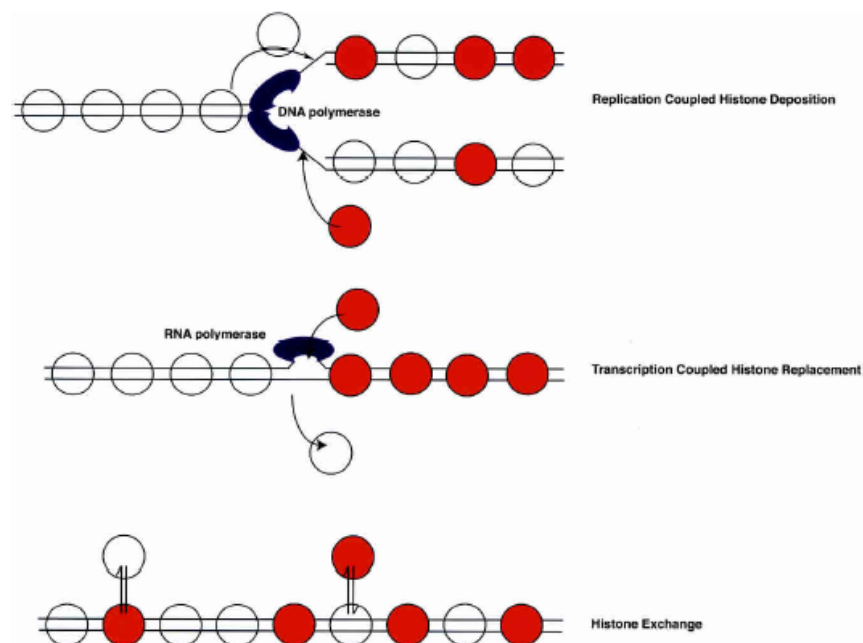 DNA polymerase
Replication Coupled Histone Deposition
RNA polymerase
Transcription Coupled Histone Replacement
Histone Exchange